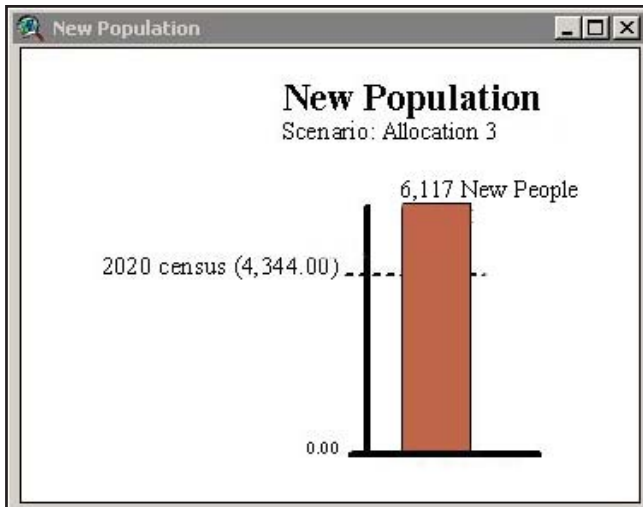 New Population
New Population
Scenario: Allocation 3
6,117 New People
2020 census (4,344.00)
0.00